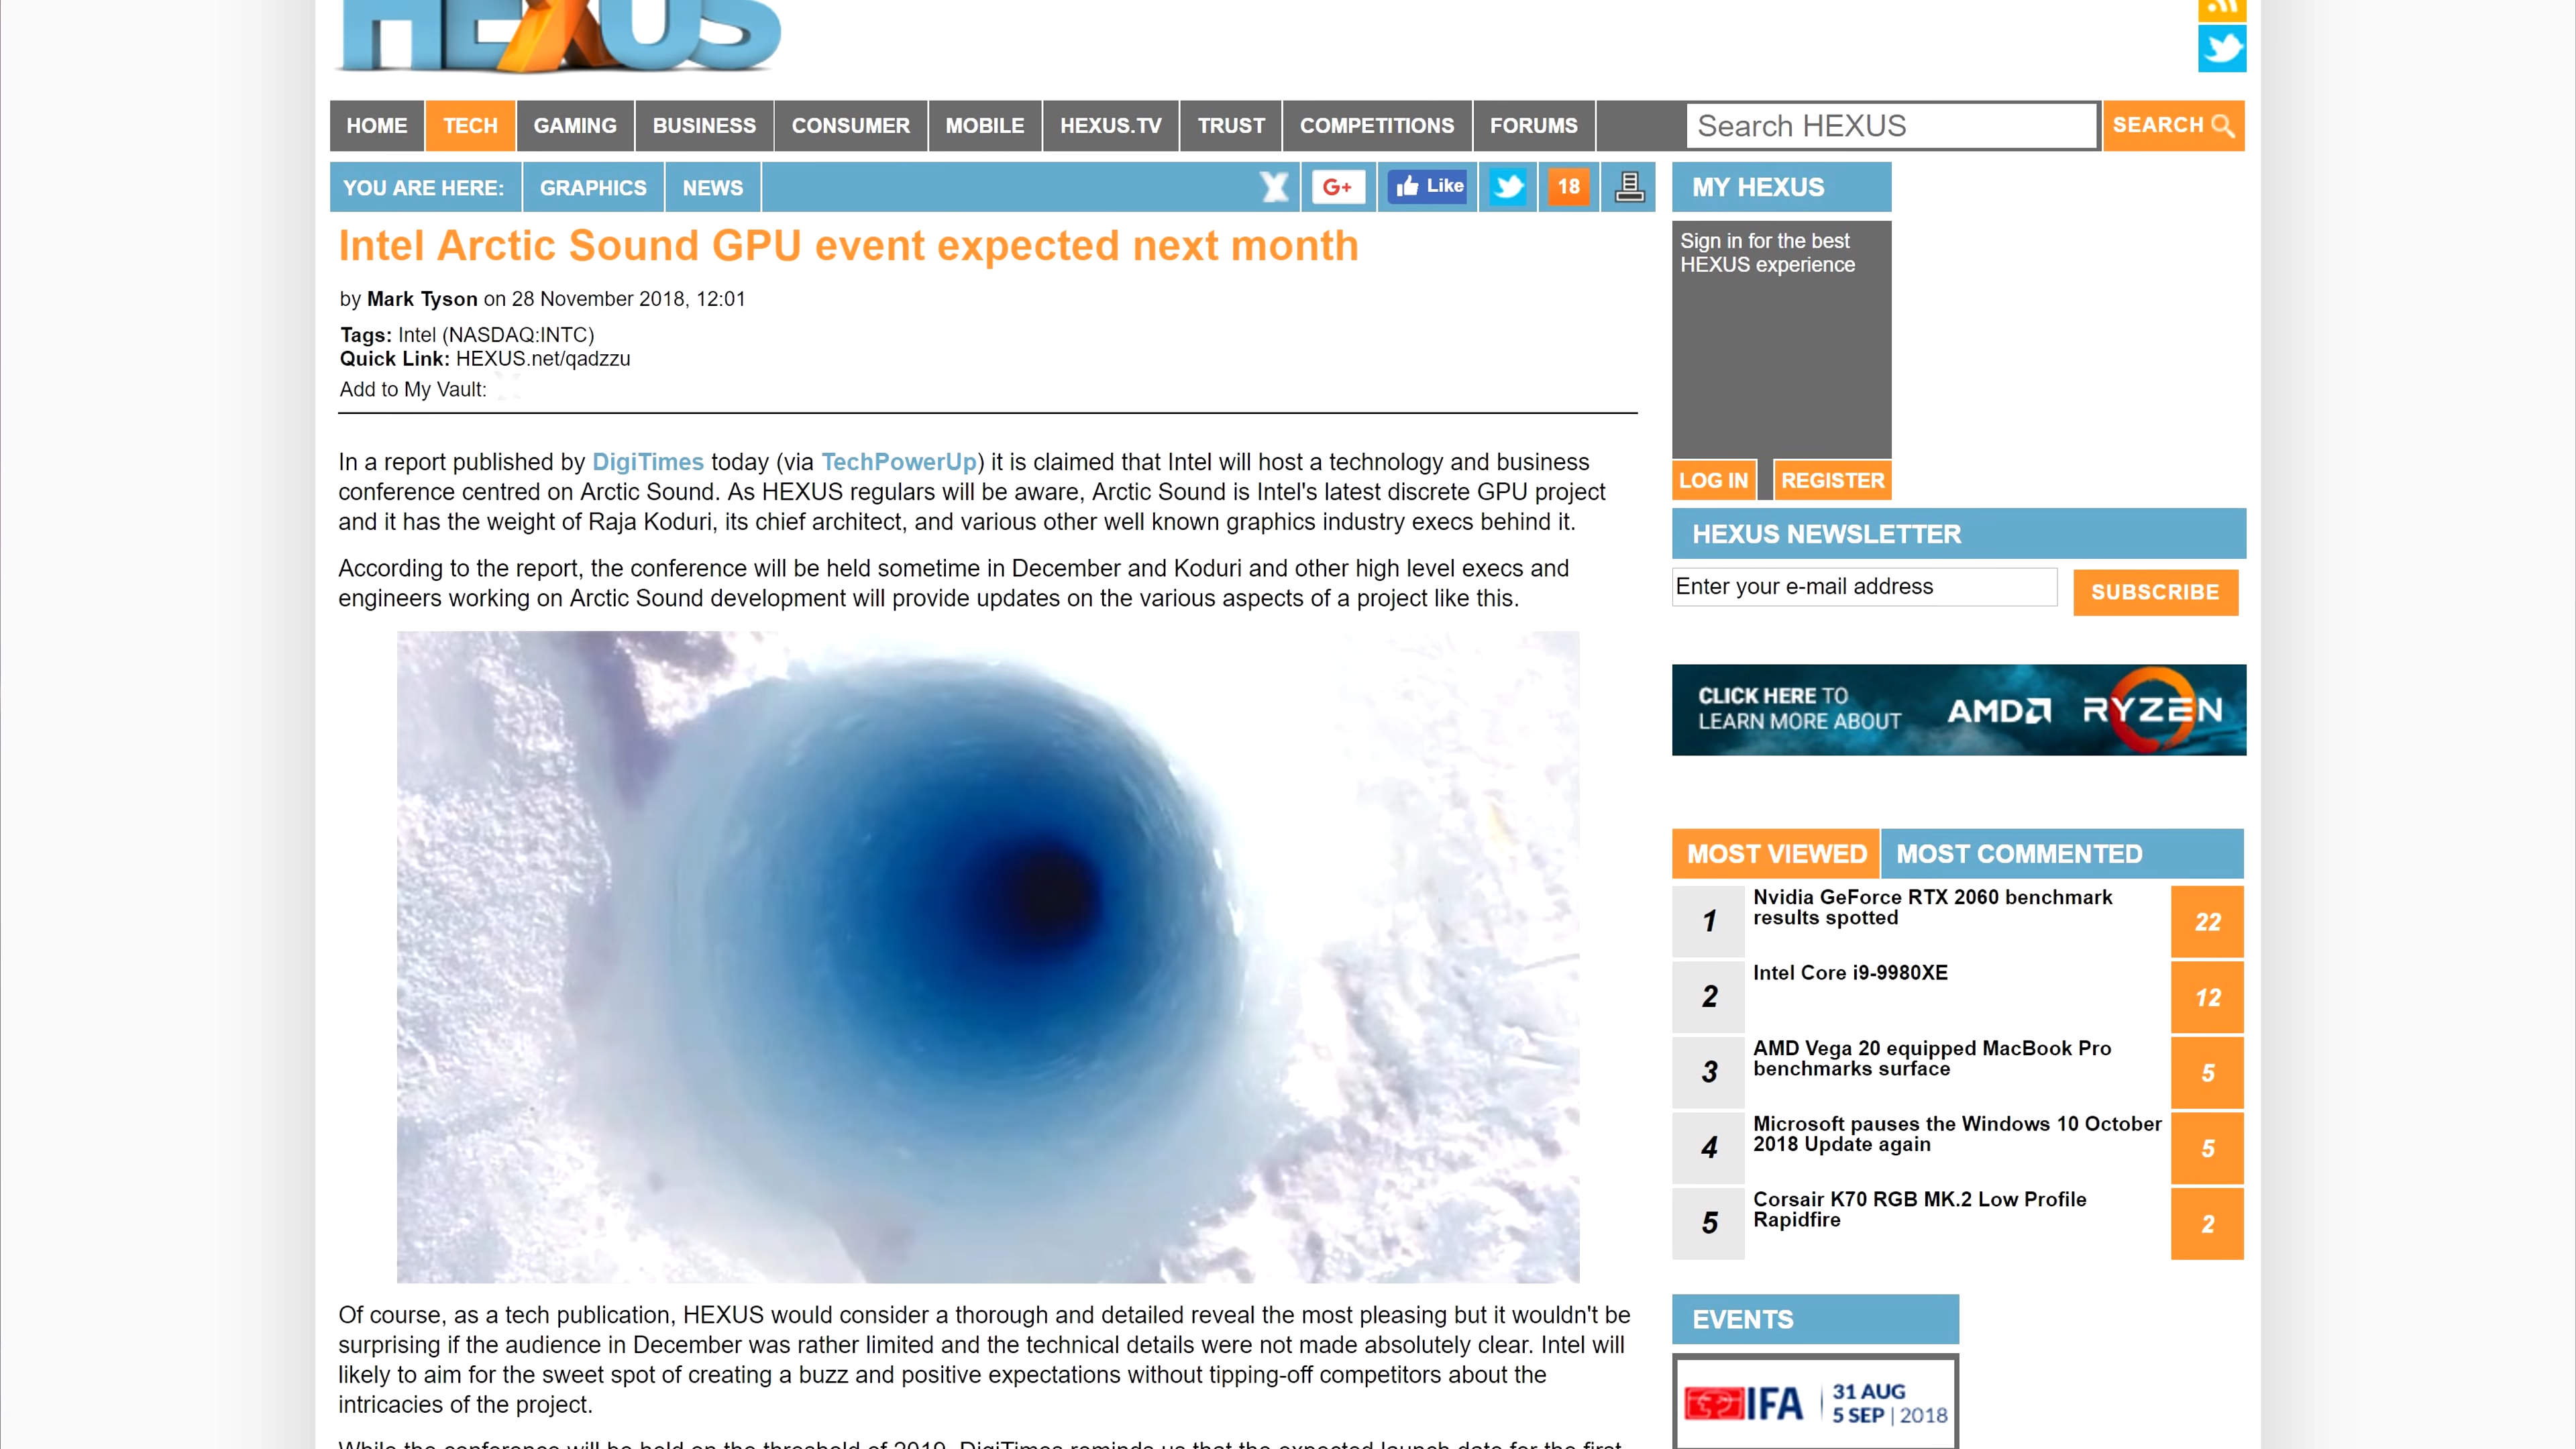 HEXUS
HOME TECH GAMING BUSINESS CONSUMER MOBILE HEXUS.TV TRUST COMPETITIONS FORUMS Search HEXUS SEARCH
YOU ARE HERE: GRAPHICS NEWS G+ Like 18
Intel Arctic Sound GPU event expected next month
by Mark Tyson on 28 November 2018, 12:01
Tags: Intel (NASDAQ:INTC)
Quick Link: HEXUS.net/qadzzu
Add to My Vault:
In a report published by DigiTimes today (via TechPowerUp) it is claimed that Intel will host a technology and business
conference centred on Arctic Sound. As HEXUS regulars will be aware, Arctic Sound is Intel's latest discrete GPU project
and it has the weight of Raja Koduri, its chief architect, and various other well known graphics industry execs behind it.
According to the report, the conference will be held sometime in December and Koduri and other high level execs and
engineers working on Arctic Sound development will provide updates on the various aspects of a project like this.
Of course, as a tech publication, HEXUS would consider a thorough and detailed reveal the most pleasing but it wouldn't be
surprising if the audience in December was rather limited and the technical details were not made absolutely clear. Intel will
likely to aim for the sweet spot of creating a buzz and positive expectations without tipping-off competitors about the
intricacies of the project.
While the conference will be held on the threshold of 2019, DigiTimes reminds us that the expected launch date for the first
MY HEXUS
Sign in for the best
HEXUS experience
LOG IN REGISTER
HEXUS NEWSLETTER
Enter your e-mail address SUBSCRIBE
CLICK HERE TO
LEARN MORE ABOUT AMD RYZEN
MOST VIEWED MOST COMMENTED
1 Nvidia GeForce RTX 2060 benchmark
results spotted 22
2 Intel Core i9-9980XE 12
3 AMD Vega 20 equipped MacBook Pro
benchmarks surface 5
4 Microsoft pauses the Windows 10 October
2018 Update again 5
5 Corsair K70 RGB MK.2 Low Profile
Rapidfire 2
EVENTS
IFA 31 AUG
5 SEP | 2018